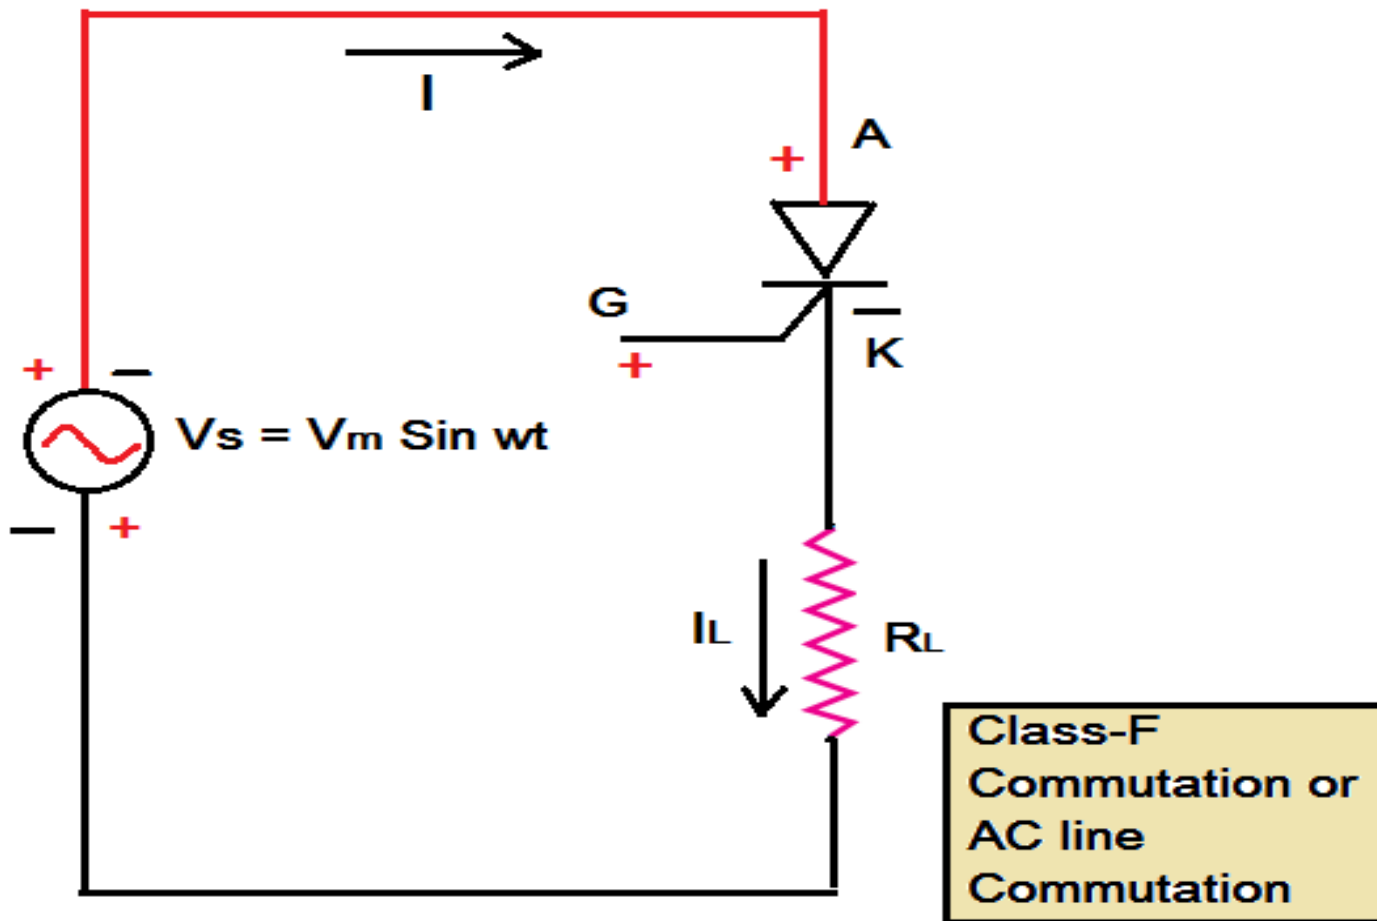 I
A
+
G
+
—
K
+ —
Vs = Vm Sin wt
— +
IL
RL
Class-F
Commutation or
AC line
Commutation